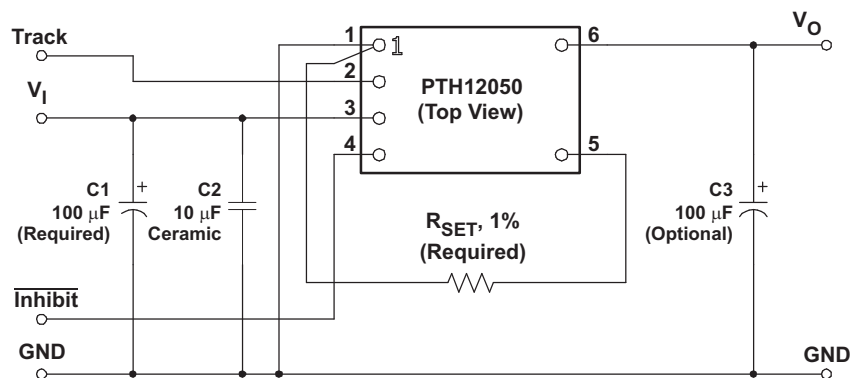 Track
V_I
1
1
2
3
4
6
5
PTH12050
(Top View)
V_O
C1
100 μF
(Required)
+
C2
10 μF
Ceramic
R_SET, 1%
(Required)
C3
100 μF
(Optional)
+
Inhibit
GND
GND